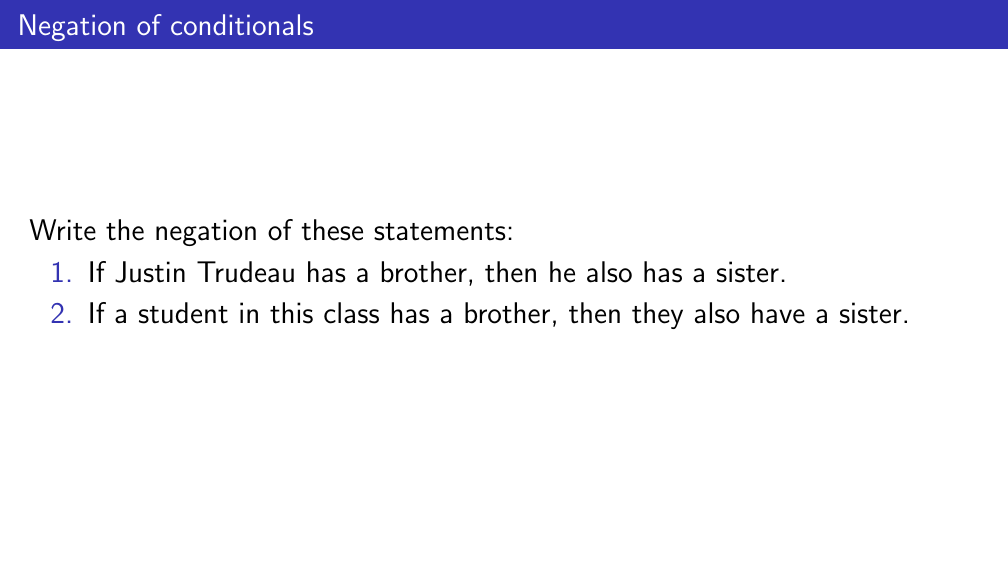 Negation of conditionals
Write the negation of these statements:
1. If Justin Trudeau has a brother, then he also has a sister.
2. If a student in this class has a brother, then they also have a sister.